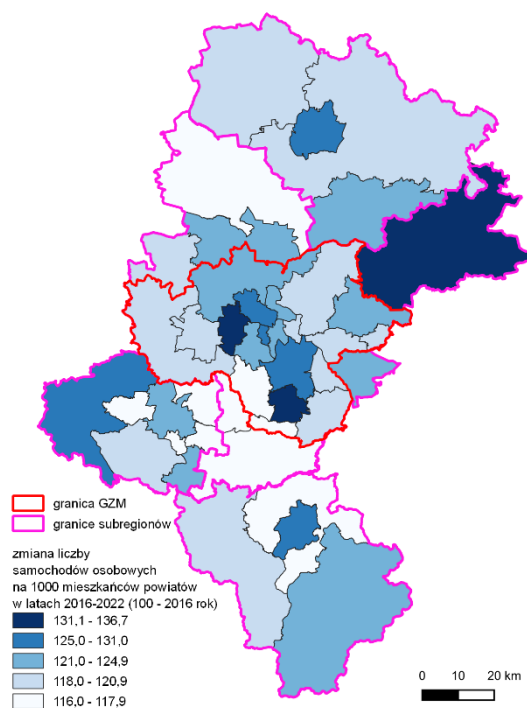 granica GZM
granice subregionów
zmiana liczby
samochodów osobowych
na 1000 mieszkańców powiatów
w latach 2016-2022 (100 - 2016 rok)
131,1 - 136,7
125,0 - 131,0
121,0 - 124,9
118,0 - 120,9
116,0 - 117,9
0 10 20 km